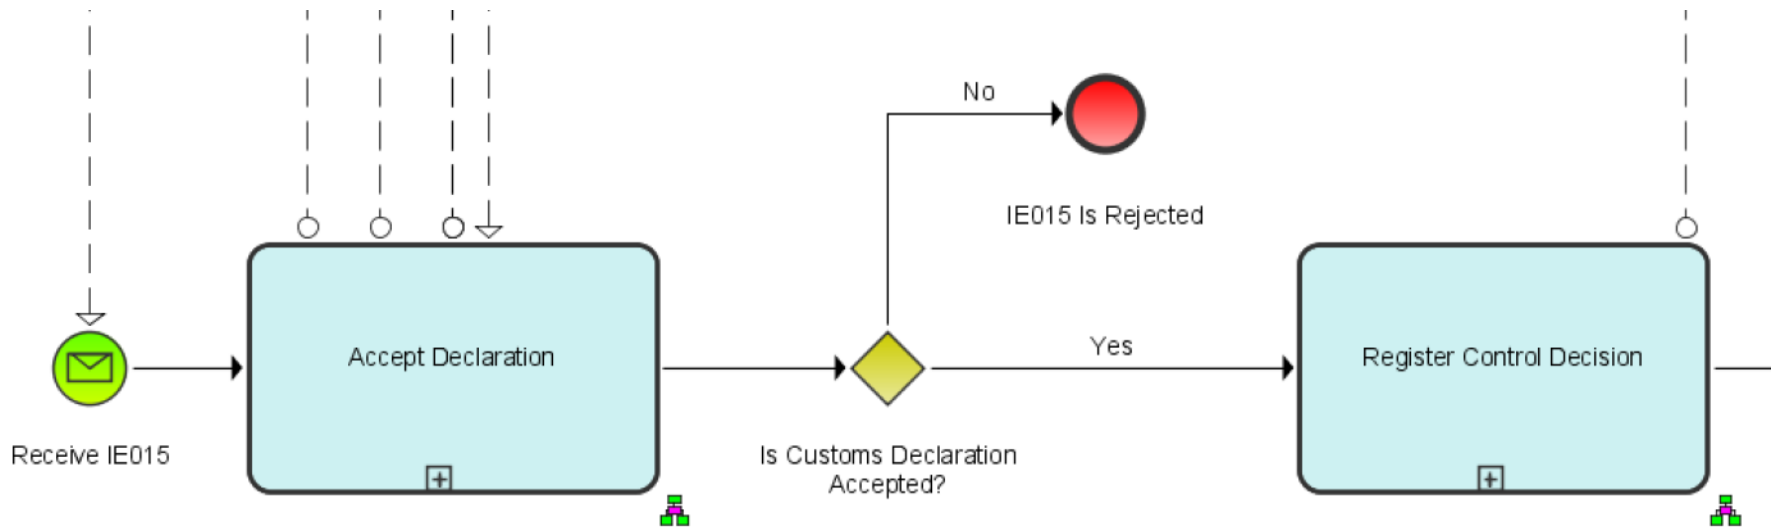 No
IE015 Is Rejected
Yes
Accept Declaration
Register Control Decision
Receive IE015
Is Customs Declaration
Accepted?